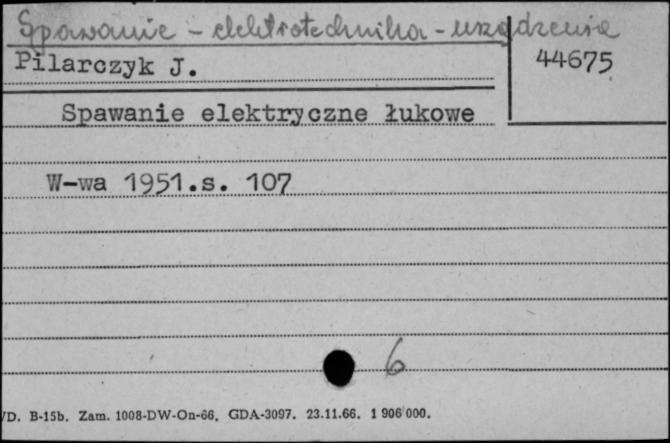 Spawanie - elektrotechnika - urządzenia
Pilarczyk J.
44675
Spawanie elektryczne łukowe
W-wa 1951.s. 107
6
/D. B-15b. Zam. 1008-DW-On-66. GDA-3097. 23.11.66. 1 906 000.